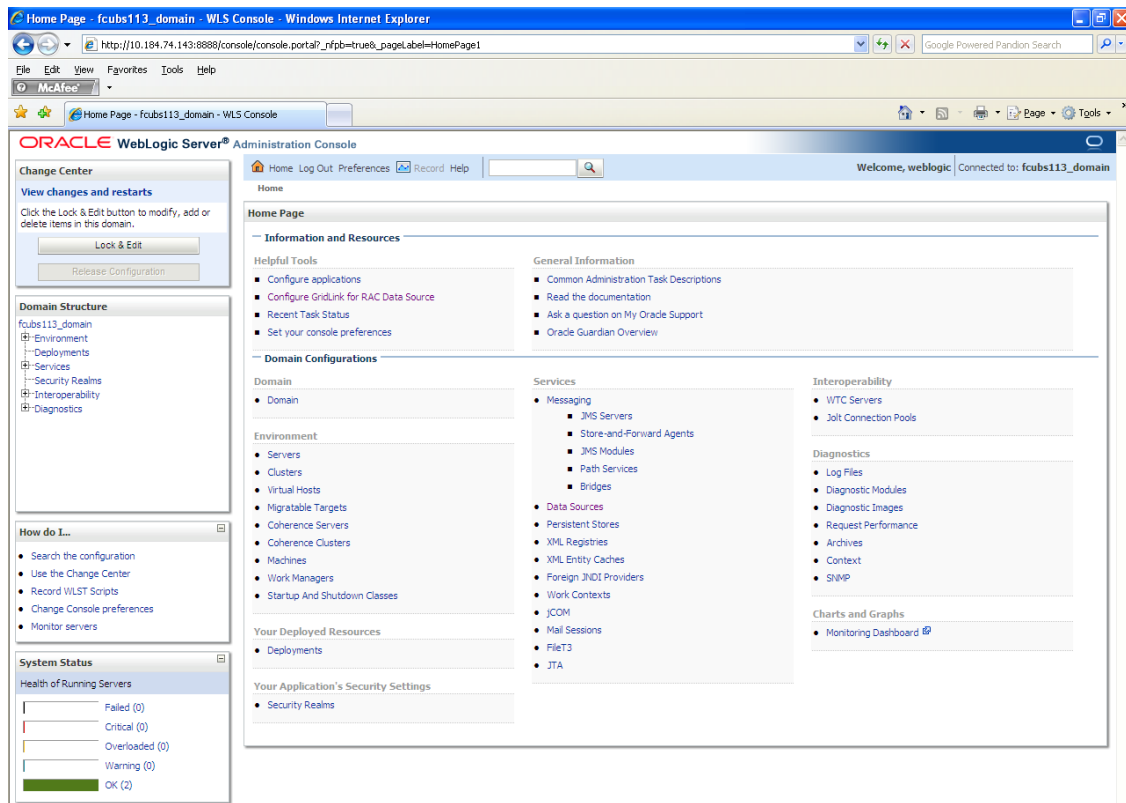 Home Page - fcubs113_domain - WLS Console - Windows Internet Explorer
http://10.184.74.143:8888/console/console.portal?_nfpb=true&_pageLabel=HomePage1
Google Powered Pandion Search
File Edit View Favorites Tools Help
McAfee
Home Page - fcubs113_domain - WLS Console
Page Tools
ORACLE WebLogic Server® Administration Console
Change Center
View changes and restarts
Click the Lock & Edit button to modify, add or
delete items in this domain.
Lock & Edit
Release Configuration
Domain Structure
fcubs113_domain
Environment
Deployments
Services
Security Realms
Interoperability
Diagnostics
How do I...
Search the configuration
Use the Change Center
Record WLST Scripts
Change Console preferences
Monitor servers
System Status
Health of Running Servers
Failed (0)
Critical (0)
Overloaded (0)
Warning (0)
OK (2)
Home Log Out Preferences Record Help
Welcome, weblogic Connected to: fcubs113_domain
Home
Home Page
Information and Resources
Helpful Tools
Configure applications
Configure GridLink for RAC Data Source
Recent Task Status
Set your console preferences
General Information
Common Administration Task Descriptions
Read the documentation
Ask a question on My Oracle Support
Oracle Guardian Overview
Domain Configurations
Domain
Domain
Environment
Servers
Clusters
Virtual Hosts
Migratable Targets
Coherence Servers
Coherence Clusters
Machines
Work Managers
Startup And Shutdown Classes
Your Deployed Resources
Deployments
Your Application's Security Settings
Security Realms
Services
Messaging
JMS Servers
Store-and-Forward Agents
JMS Modules
Path Services
Bridges
Data Sources
Persistent Stores
XML Registries
XML Entity Caches
Foreign JNDI Providers
Work Contexts
jCOM
Mail Sessions
FileT3
JTA
Interoperability
WTC Servers
Jolt Connection Pools
Diagnostics
Log Files
Diagnostic Modules
Diagnostic Images
Request Performance
Archives
Context
SNMP
Charts and Graphs
Monitoring Dashboard